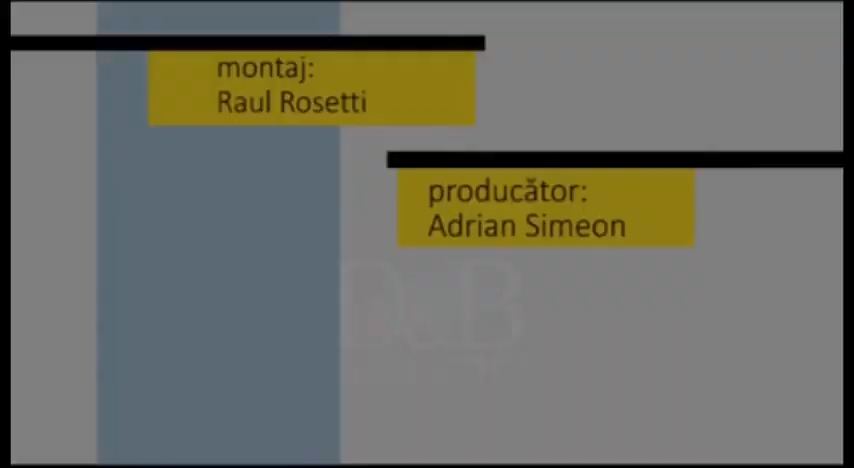 montaj:
Raul Rosetti
producător:
Adrian Simeon
D&B